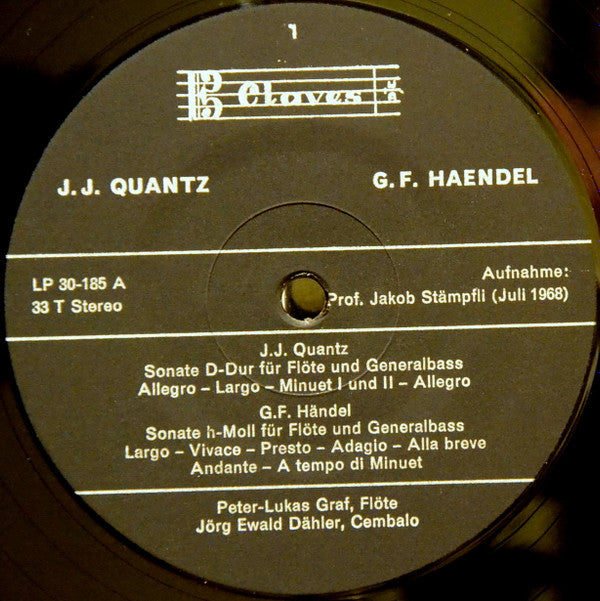 1
Claves
J.J. QUANTZ
G.F. HAENDEL
LP 30-185 A
33 T Stereo
Aufnahme:
Prof. Jakob Stämpfli (Juli 1968)
J.J. Quantz
Sonate D-Dur für Flöte und Generalbass
Allegro – Largo – Minuet I und II – Allegro
G.F. Händel
Sonate h-Moll für Flöte und Generalbass
Largo – Vivace – Presto – Adagio – Alla breve
Andante – A tempo di Minuet
Peter-Lukas Graf, Flöte
Jörg Ewald Dähler, Cembalo